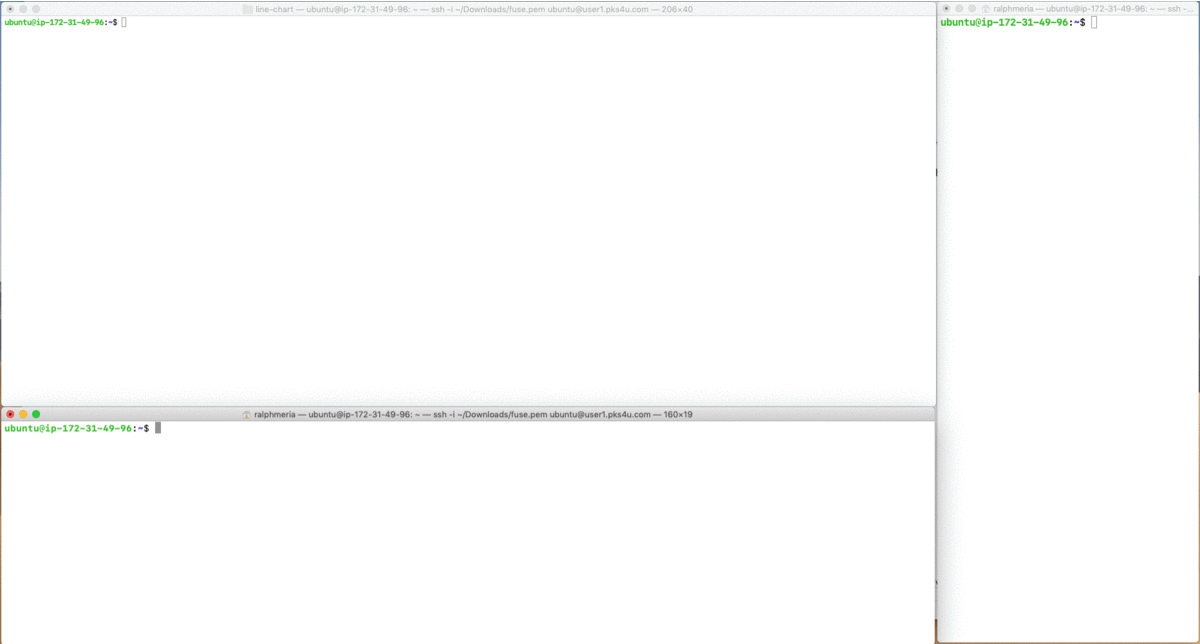 line-chart — ubuntu@ip-172-31-49-96: ~ — ssh -i ~/Downloads/fuse.pem ubuntu@user1.pks4u.com — 206×40
ubuntu@ip-172-31-49-96:~$
ralphmeria — ubuntu@ip-172-31-49-96: ~ — ssh -...
ubuntu@ip-172-31-49-96:~$
ralphmeria — ubuntu@ip-172-31-49-96: ~ — ssh -i ~/Downloads/fuse.pem ubuntu@user1.pks4u.com — 160×19
ubuntu@ip-172-31-49-96:~$